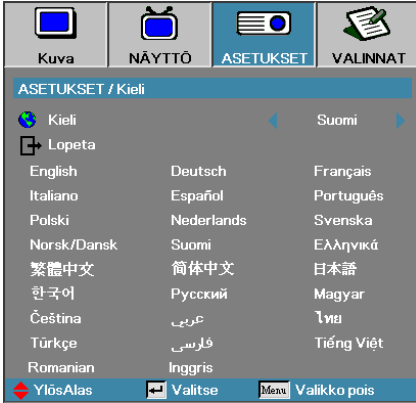 Kuva NÄYTTÖ ASETUKSET VALINNAT
ASETUKSET / Kieli
Kieli Suomi
Lopeta
English Deutsch Français
Italiano Español Português
Polski Nederlands Svenska
Norsk/Dansk Suomi Ελληνικά
繁體中文 简体中文 日本語
한국어 Русский Magyar
Čeština عربي ไทย
Türkçe فارسی Tiếng Việt
Romanian Inggris
YlösAlas Valitse Menu Valikko pois